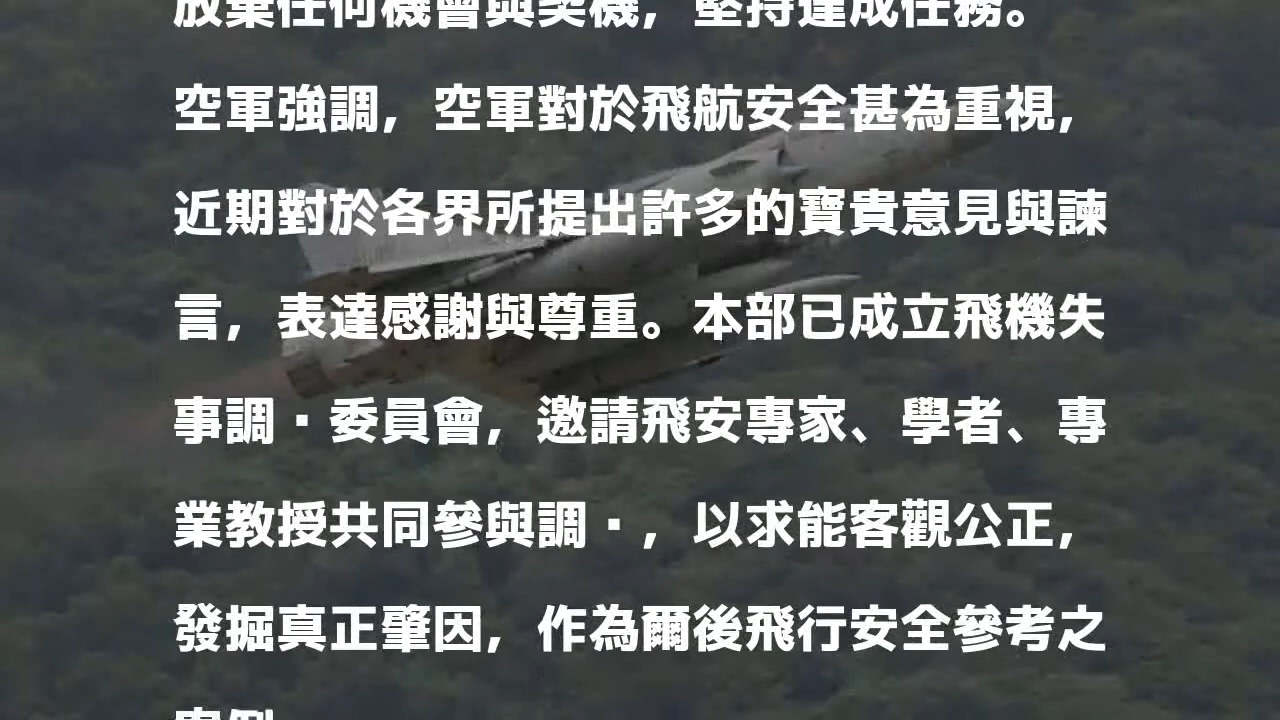 放棄任何機會與契機，堅持達成任務。
空軍強調，空軍對於飛航安全甚為重視，
近期對於各界所提出許多的寶貴意見與諫
言，表達感謝與尊重。本部已成立飛機失
事調▪委員會，邀請飛安專家、學者、專
業教授共同參與調▪，以求能客觀公正，
發掘真正肇因，作為爾後飛行安全參考之